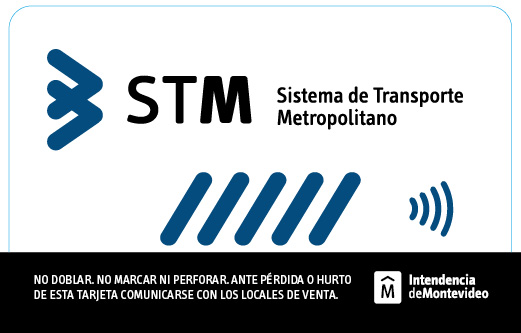 STM
Sistema de Transporte
Metropolitano
NO DOBLAR. NO MARCAR NI PERFORAR. ANTE PÉRDIDA O HURTO
DE ESTA TARJETA COMUNICARSE CON LOS LOCALES DE VENTA.
M
Intendencia
deMontevideo